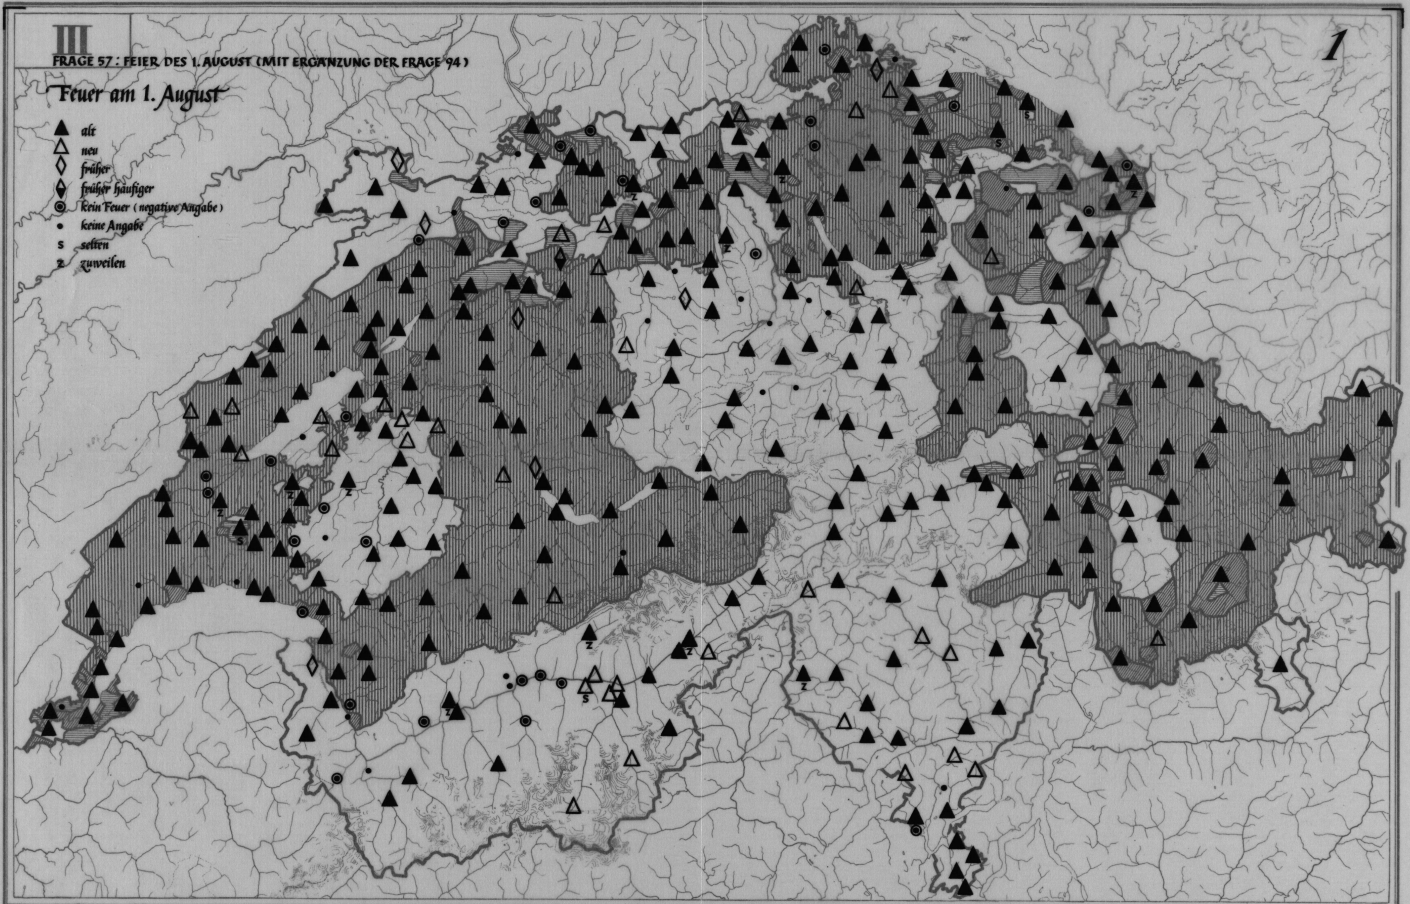 III
FRAGE 57: FEIER DES 1. AUGUST (MIT ERGÄNZUNG DER FRAGE 94)
1
Feuer am 1. August
alt
neu
früher
früher häufiger
kein Feuer (negative Angabe)
keine Angabe
s selten
z zuweilen